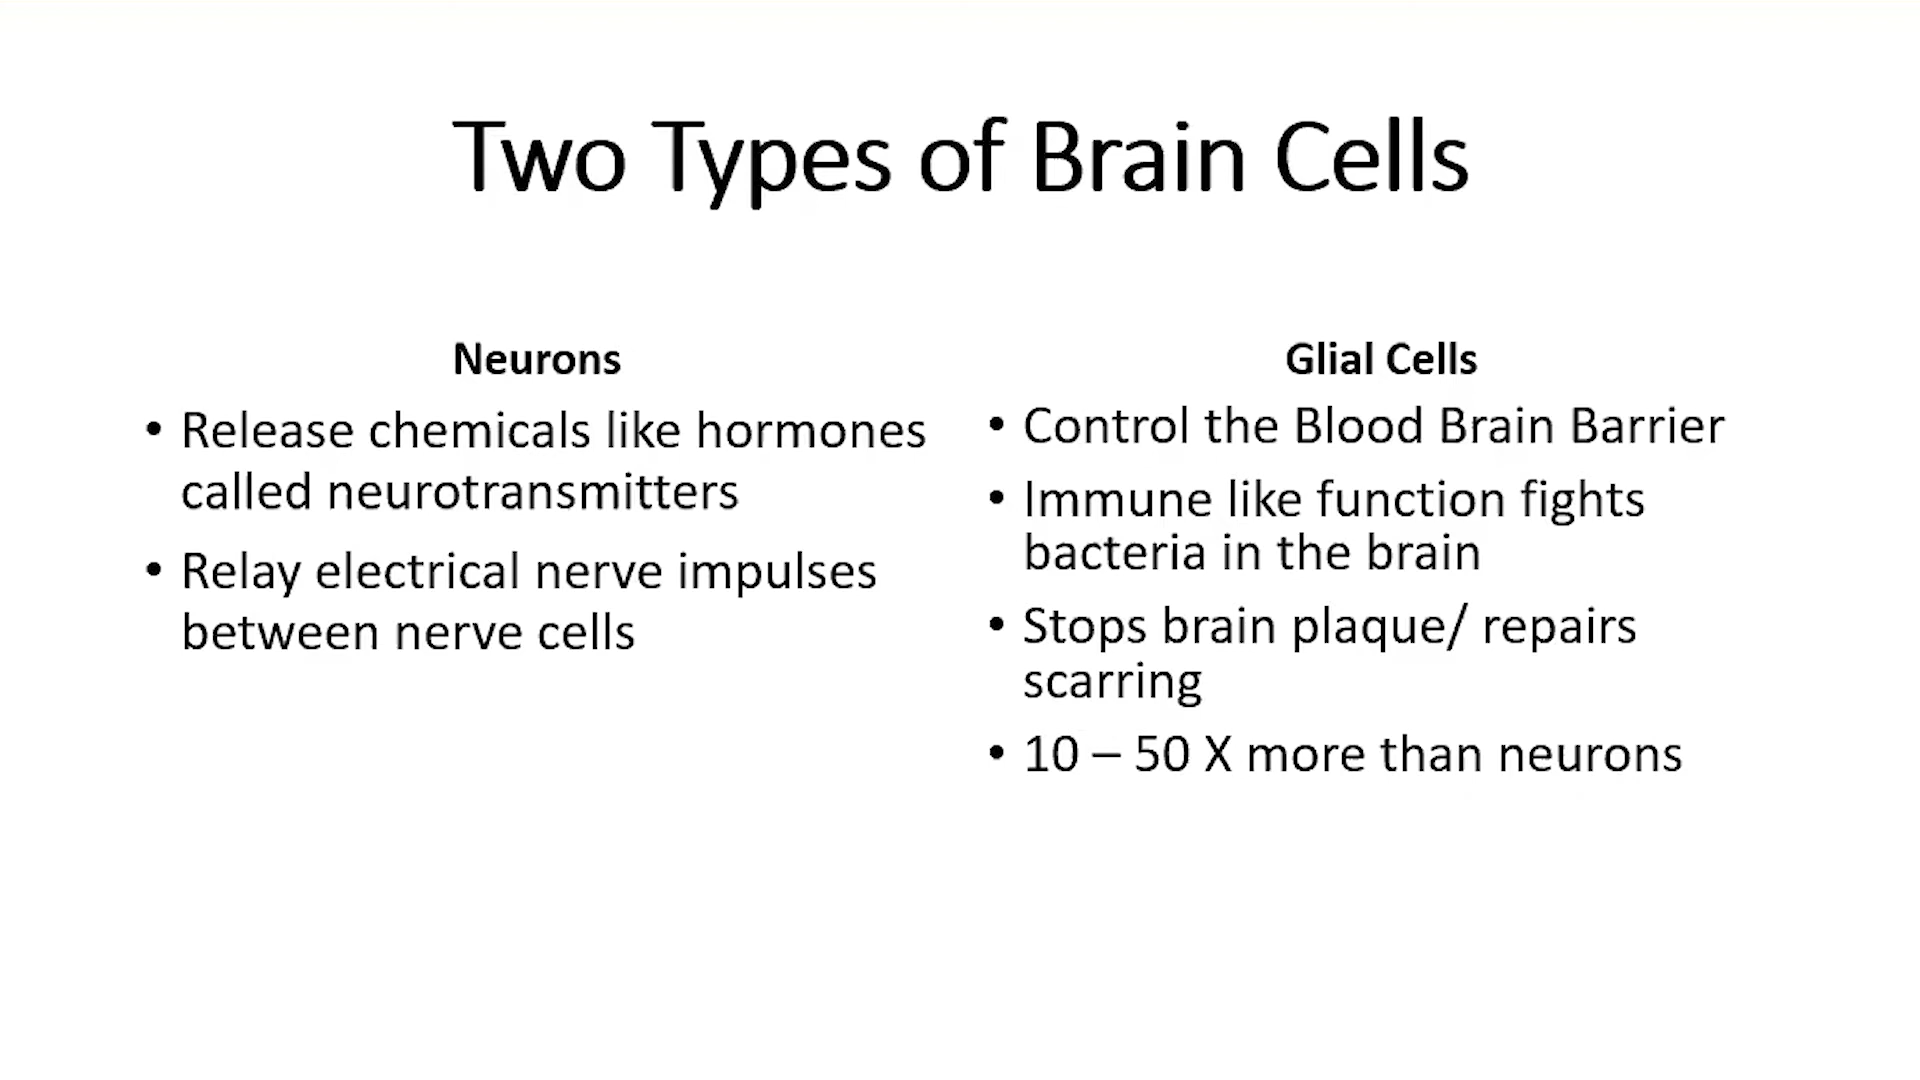 Two Types of Brain Cells
Neurons
• Release chemicals like hormones
called neurotransmitters
• Relay electrical nerve impulses
between nerve cells
Glial Cells
• Control the Blood Brain Barrier
• Immune like function fights
bacteria in the brain
• Stops brain plaque/ repairs
scarring
• 10 – 50 X more than neurons